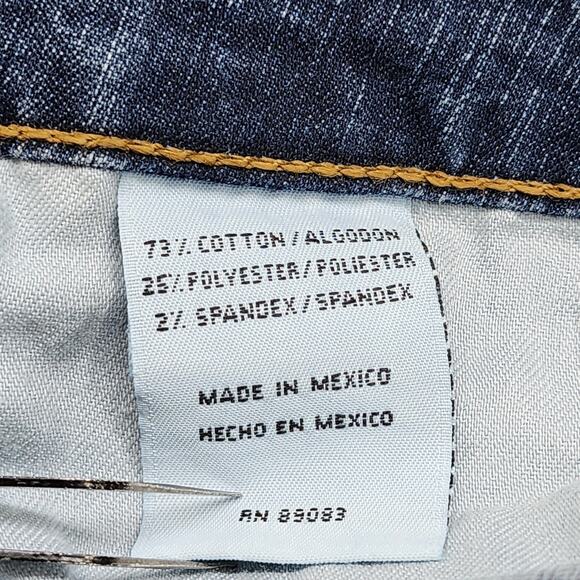 73% COTTON/ALGODON
25% POLYESTER/POLIESTER
2% SPANDEX/SPANDEX
MADE IN MEXICO
HECHO EN MEXICO
RN 89083